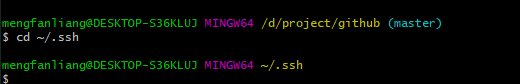 mengfanliang@DESKTOP-S36KLUJ MINGW64 /d/project/github (master)
$ cd ~/.ssh
mengfanliang@DESKTOP-S36KLUJ MINGW64 ~/.ssh
$